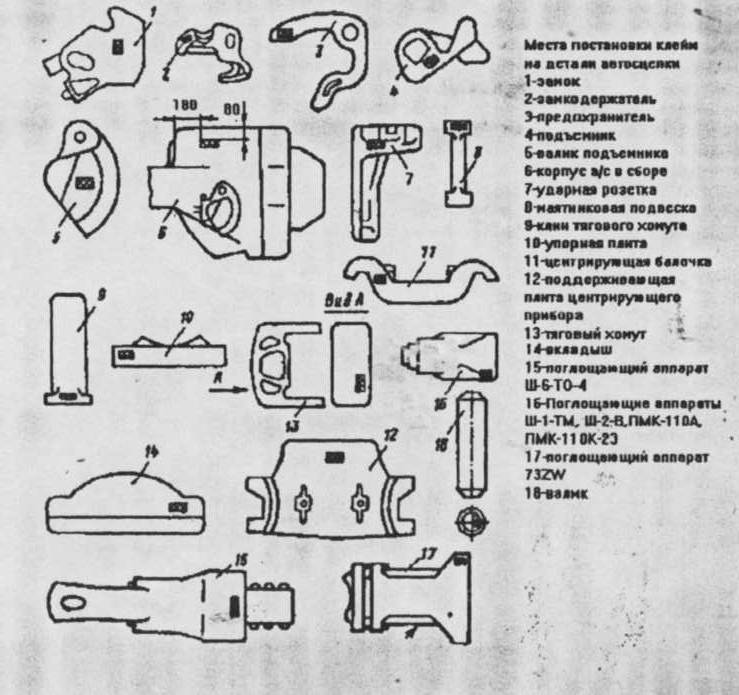 Места постановки клейм
на детали автосцепки
1-замок
2-замкодержатель
3-предохранитель
4-подъемник
5-валик подъемника
6-корпус а/с в сборе
7-ударная розетка
8-маятниковая подвеска
9-клин тягового хомута
10-упорная плита
11-центрирующая балочка
12-поддерживающая
плита центрирующего
прибора
13-тяговый хомут
14-вкладыш
15-поглощающий аппарат
Ш-6-ТО-4
16-Поглощающие аппараты
Ш-1-ТМ, Ш-2-В,ПМК-110А,
ПМК-110К-23
17-поглощающий аппарат
73ZW
18-валик
1
2
3
4
180
80
5
6
7
8
11
Вид А
9
10
А
13
16
18
14
12
15
17